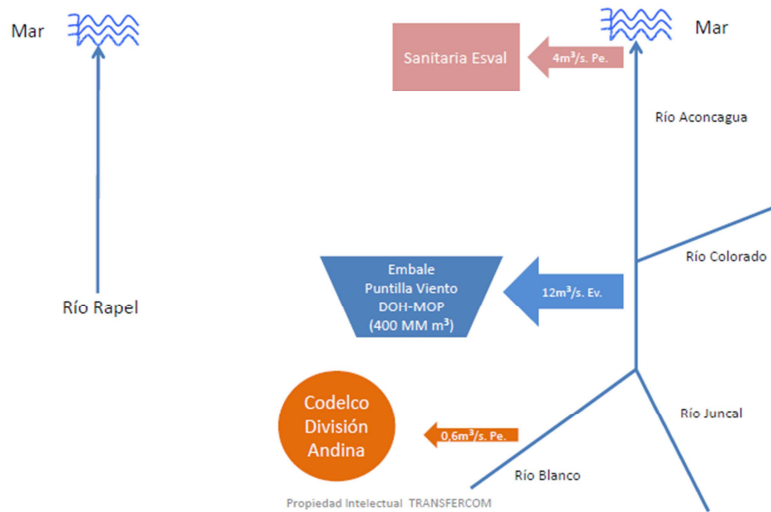 Mar
Mar
Sanitaria Esval
4m³/s. Pe.
Río Aconcagua
Río Colorado
Embale
Puntilla Viento
DOH-MOP
(400 MM m³)
12m³/s. Ev.
Río Rapel
Codelco
División
Andina
0,6m³/s. Pe.
Río Juncal
Río Blanco
Propiedad Intelectual TRANSFERCOM